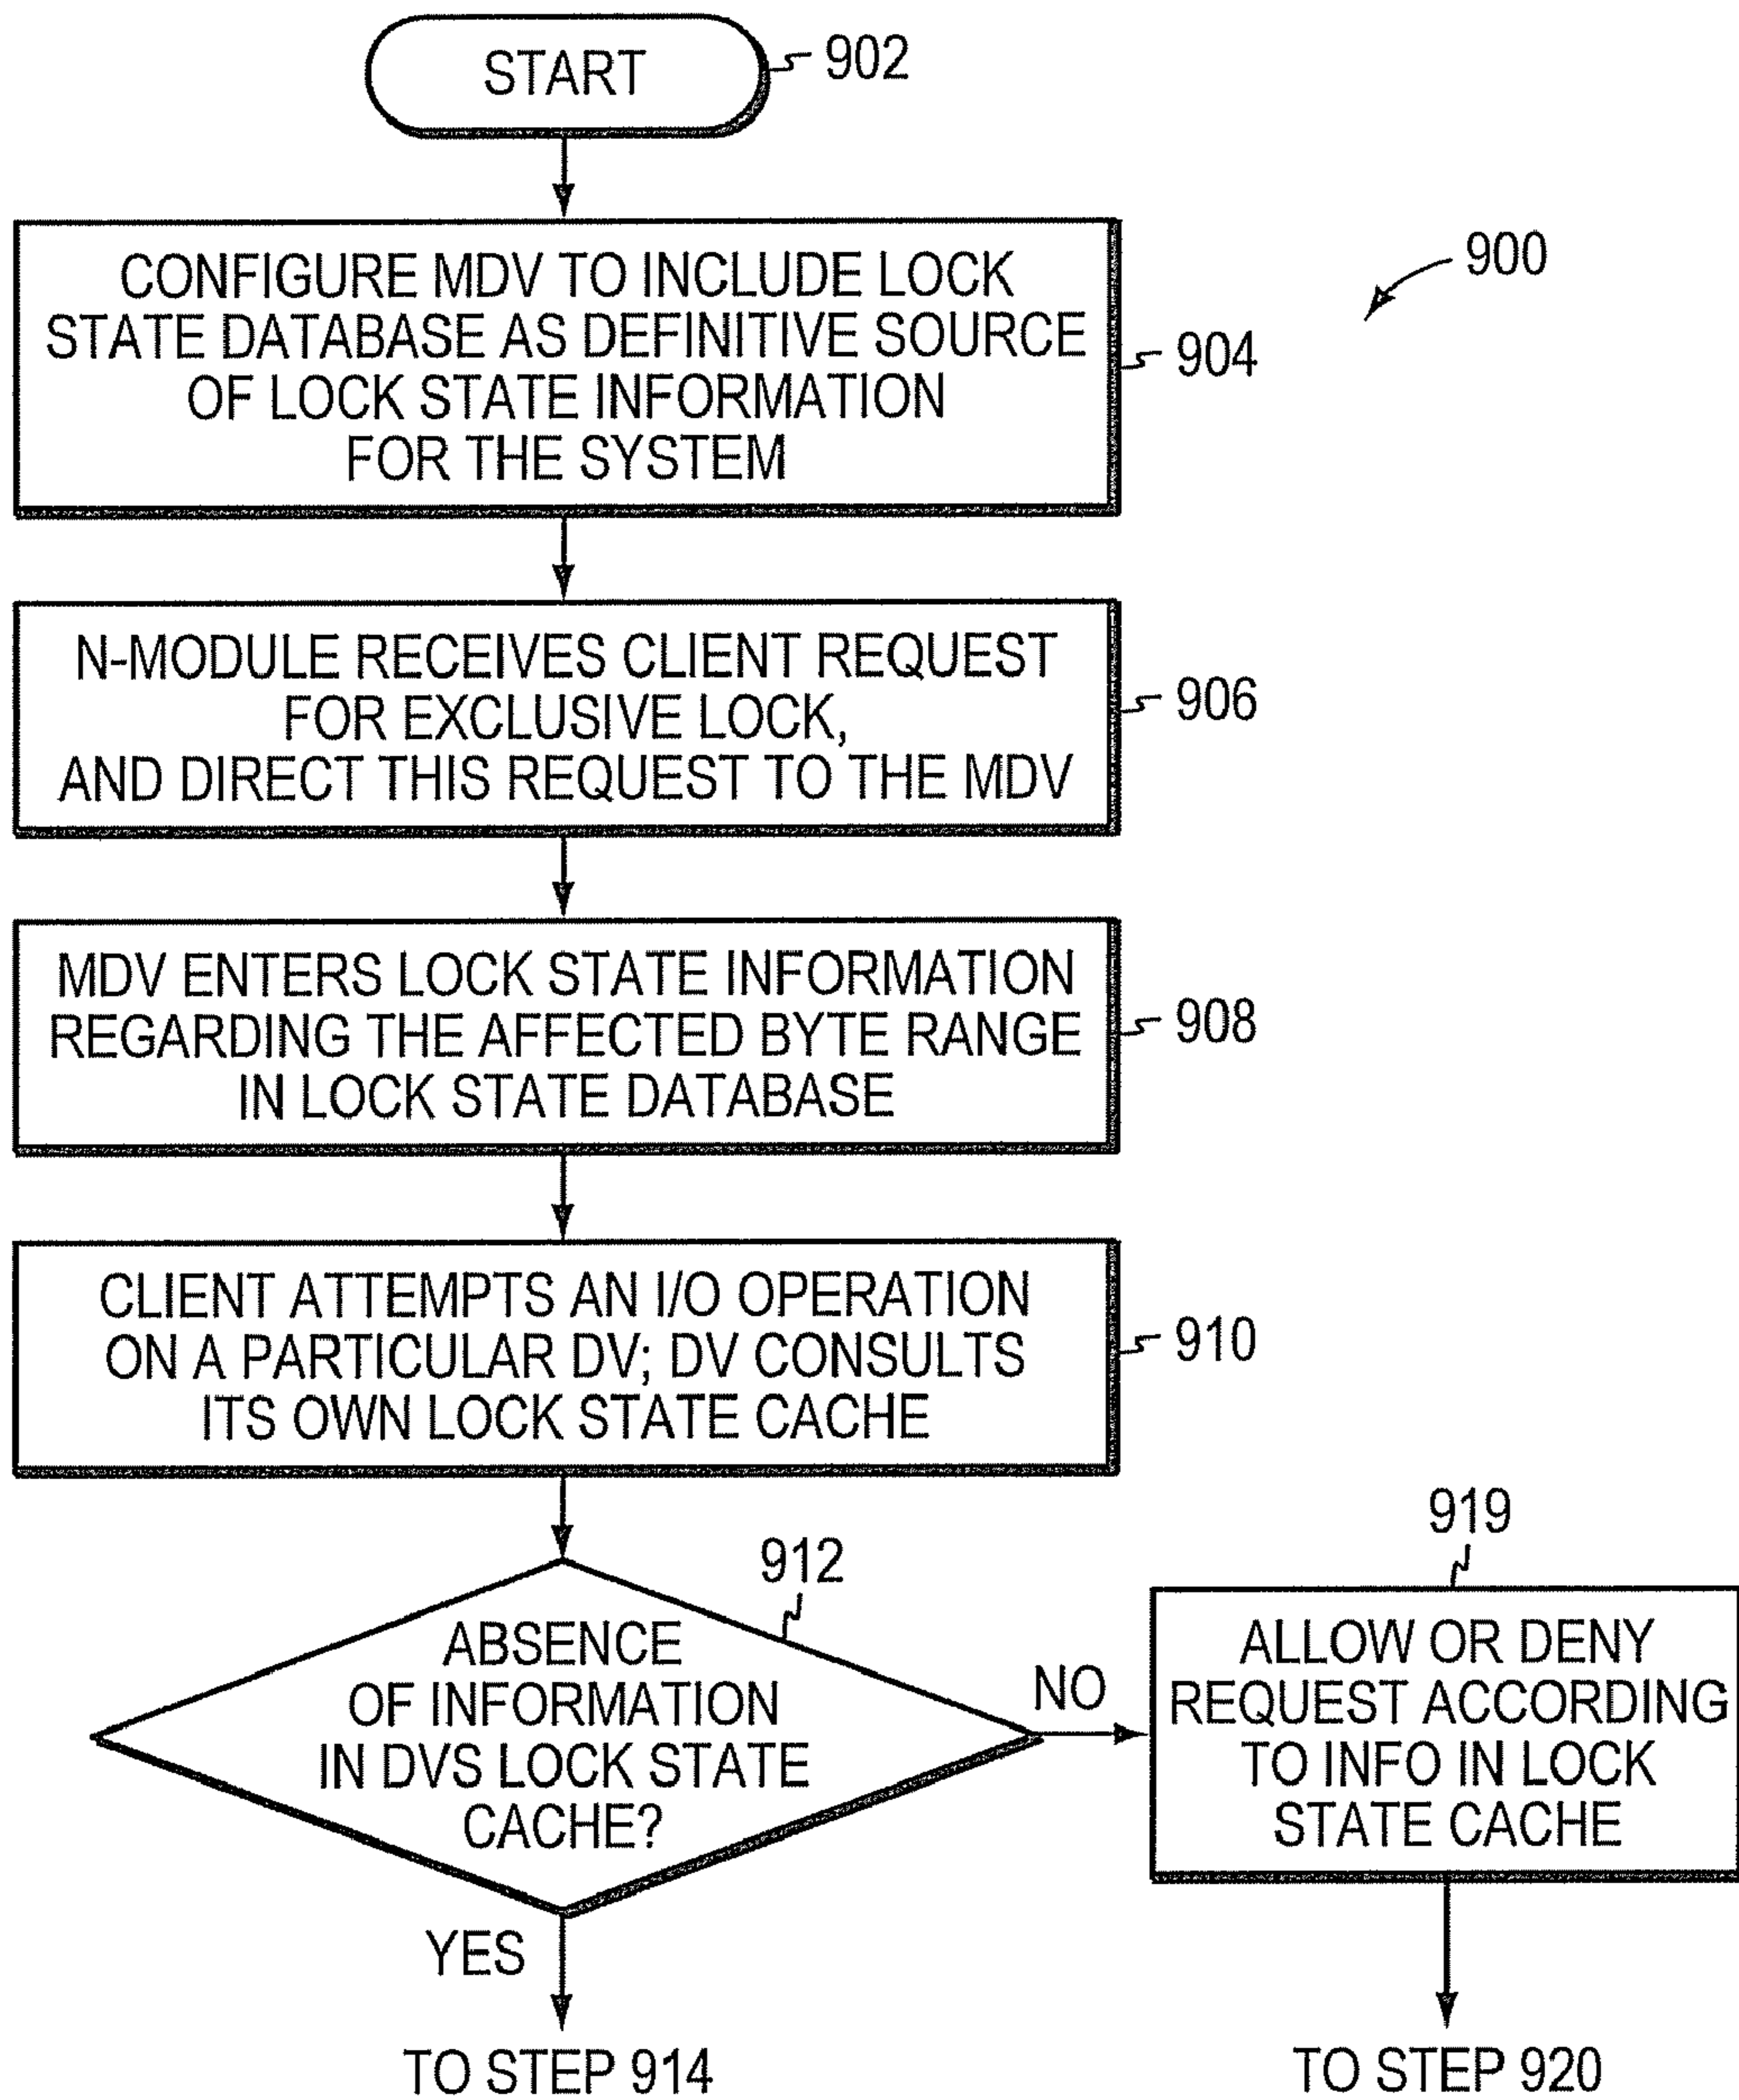 START
902
900
CONFIGURE MDV TO INCLUDE LOCK
STATE DATABASE AS DEFINITIVE SOURCE
OF LOCK STATE INFORMATION
FOR THE SYSTEM
904
N-MODULE RECEIVES CLIENT REQUEST
FOR EXCLUSIVE LOCK,
AND DIRECT THIS REQUEST TO THE MDV
906
MDV ENTERS LOCK STATE INFORMATION
REGARDING THE AFFECTED BYTE RANGE
IN LOCK STATE DATABASE
908
CLIENT ATTEMPTS AN I/O OPERATION
ON A PARTICULAR DV; DV CONSULTS
ITS OWN LOCK STATE CACHE
910
912
ABSENCE
OF INFORMATION
IN DVS LOCK STATE
CACHE?
NO
919
ALLOW OR DENY
REQUEST ACCORDING
TO INFO IN LOCK
STATE CACHE
YES
TO STEP 914
TO STEP 920